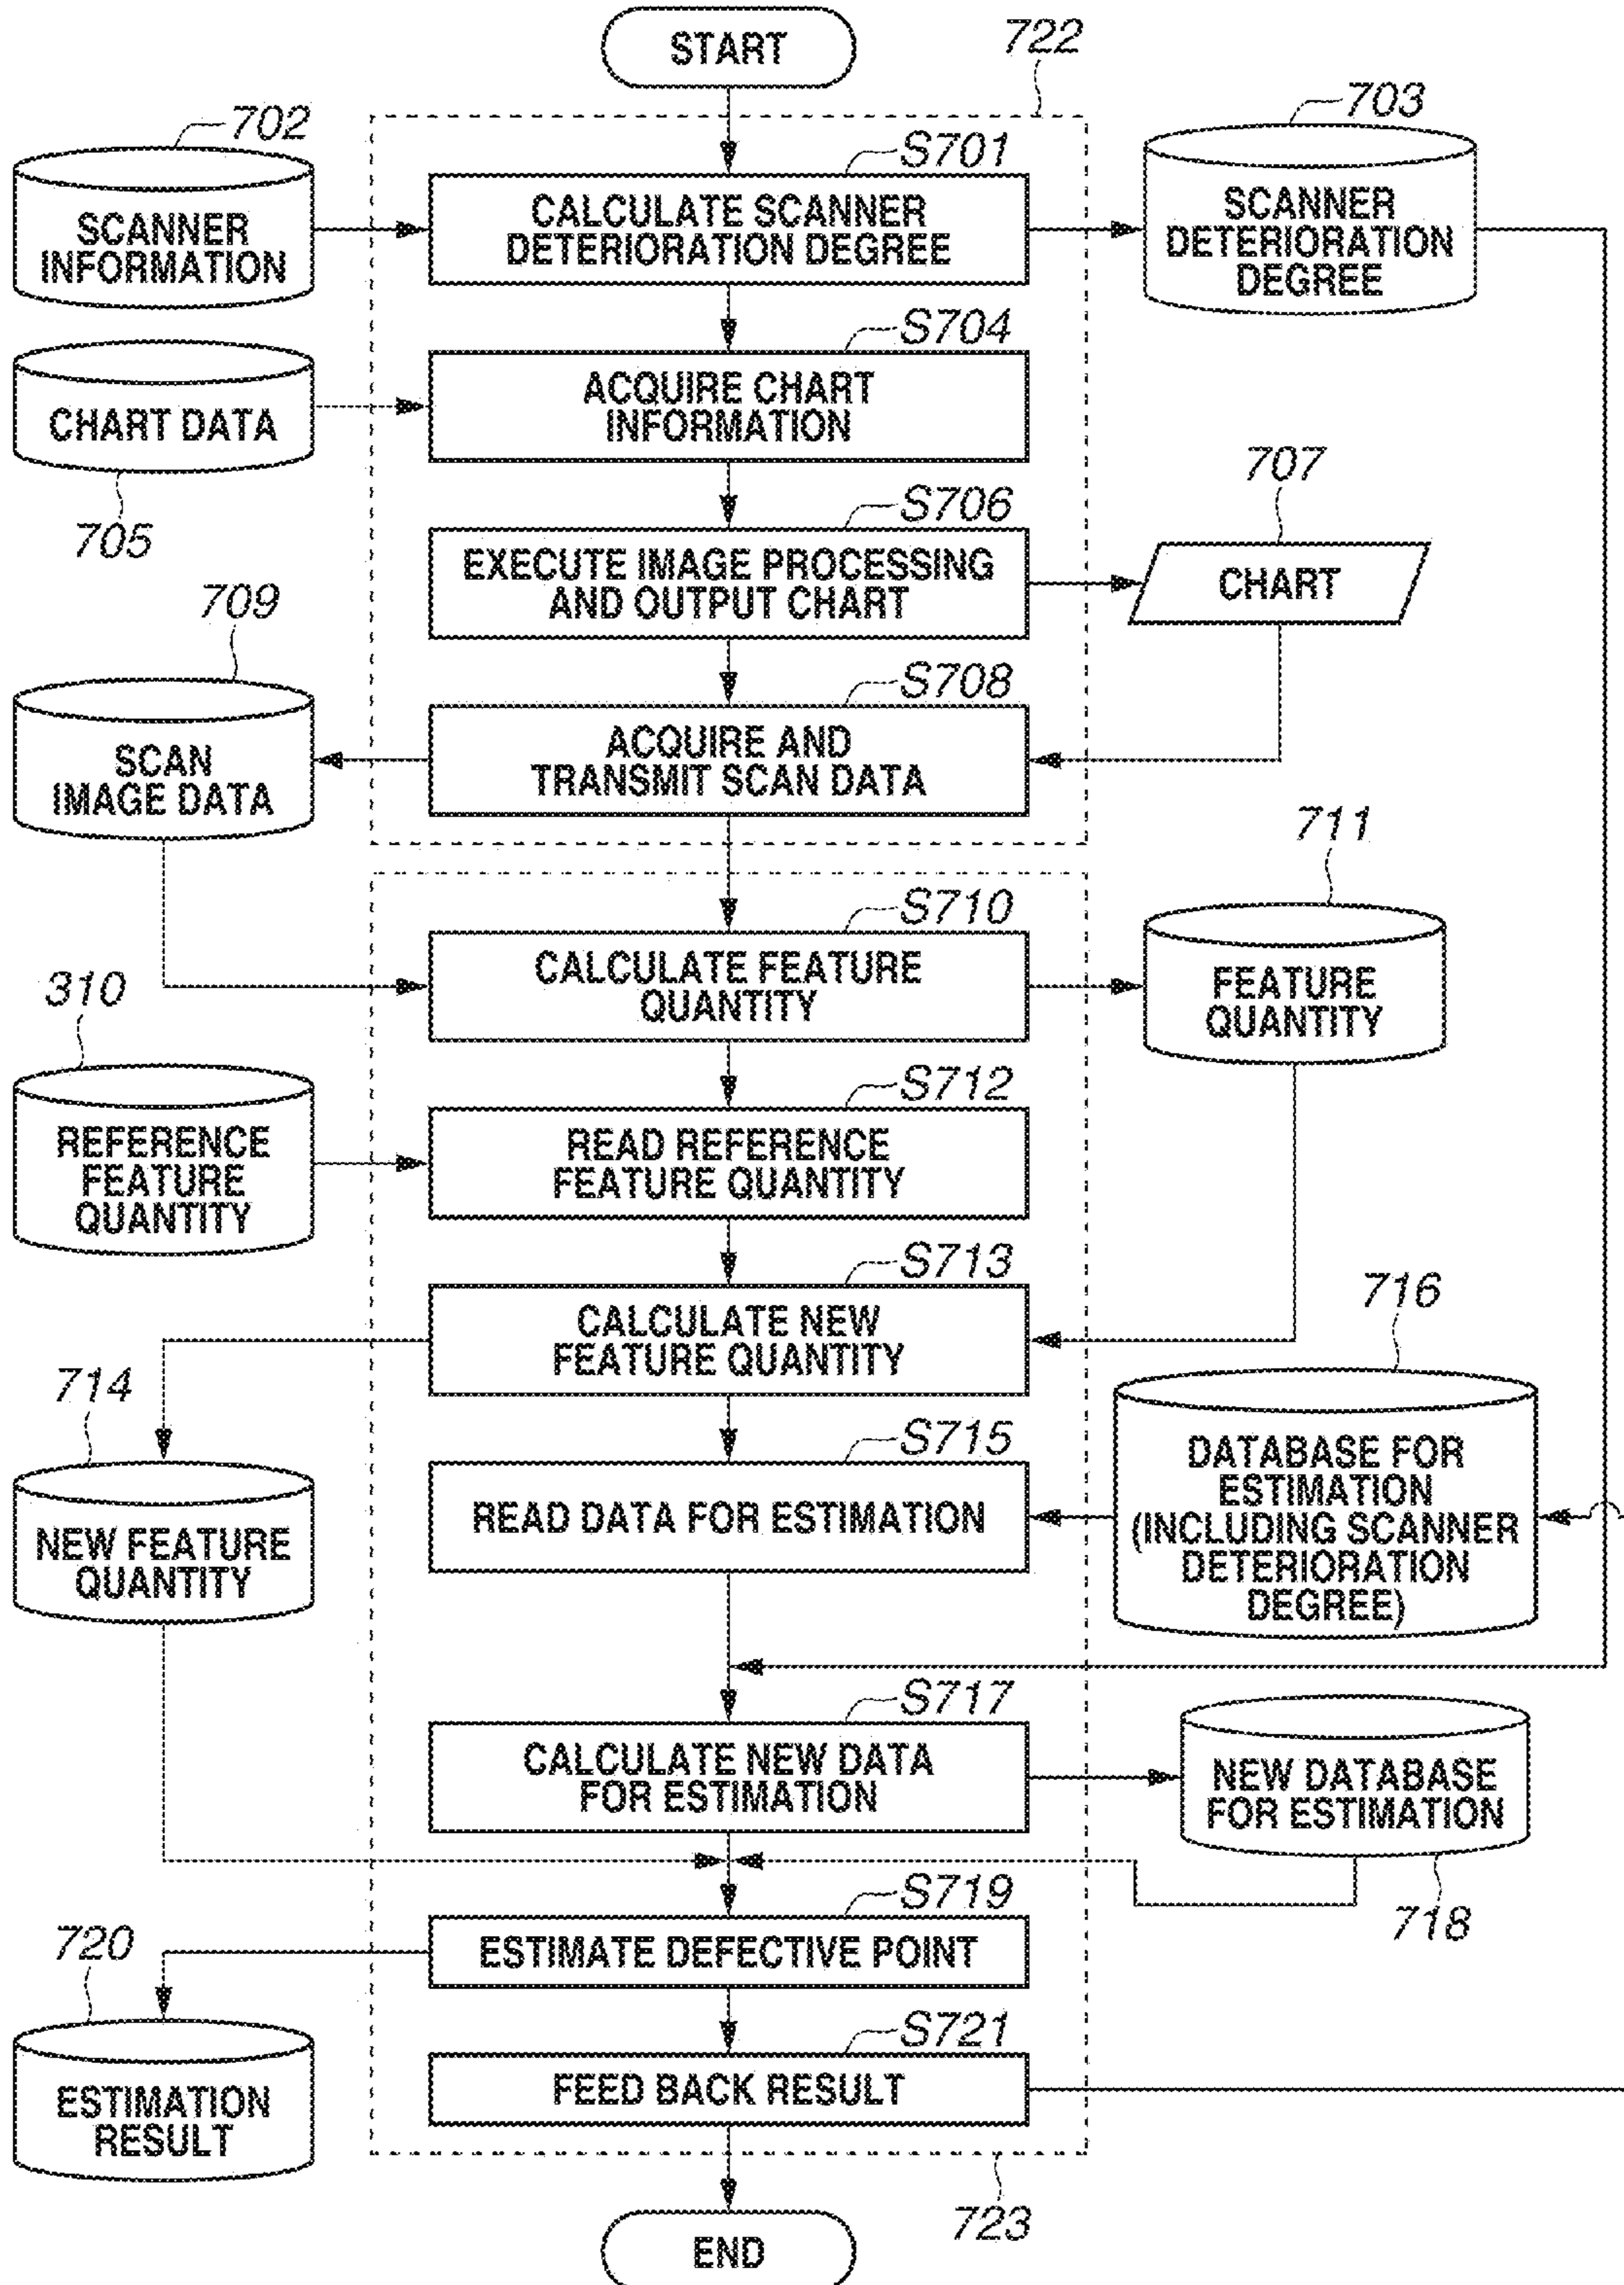 START
722
702
703
S701
SCANNER
INFORMATION
CALCULATE SCANNER
DETERIORATION DEGREE
SCANNER
DETERIORATION
DEGREE
S704
CHART DATA
ACQUIRE CHART
INFORMATION
705
S706
707
EXECUTE IMAGE PROCESSING
AND OUTPUT CHART
CHART
709
S708
SCAN
IMAGE DATA
ACQUIRE AND
TRANSMIT SCAN DATA
711
S710
CALCULATE FEATURE
QUANTITY
FEATURE
QUANTITY
310
S712
REFERENCE
FEATURE
QUANTITY
READ REFERENCE
FEATURE QUANTITY
S713
716
CALCULATE NEW
FEATURE QUANTITY
714
S715
NEW FEATURE
QUANTITY
READ DATA FOR ESTIMATION
DATABASE FOR
ESTIMATION
(INCLUDING SCANNER
DETERIORATION
DEGREE)
S717
CALCULATE NEW DATA
FOR ESTIMATION
NEW DATABASE
FOR ESTIMATION
S719
718
720
ESTIMATE DEFECTIVE POINT
S721
ESTIMATION
RESULT
FEED BACK RESULT
723
END